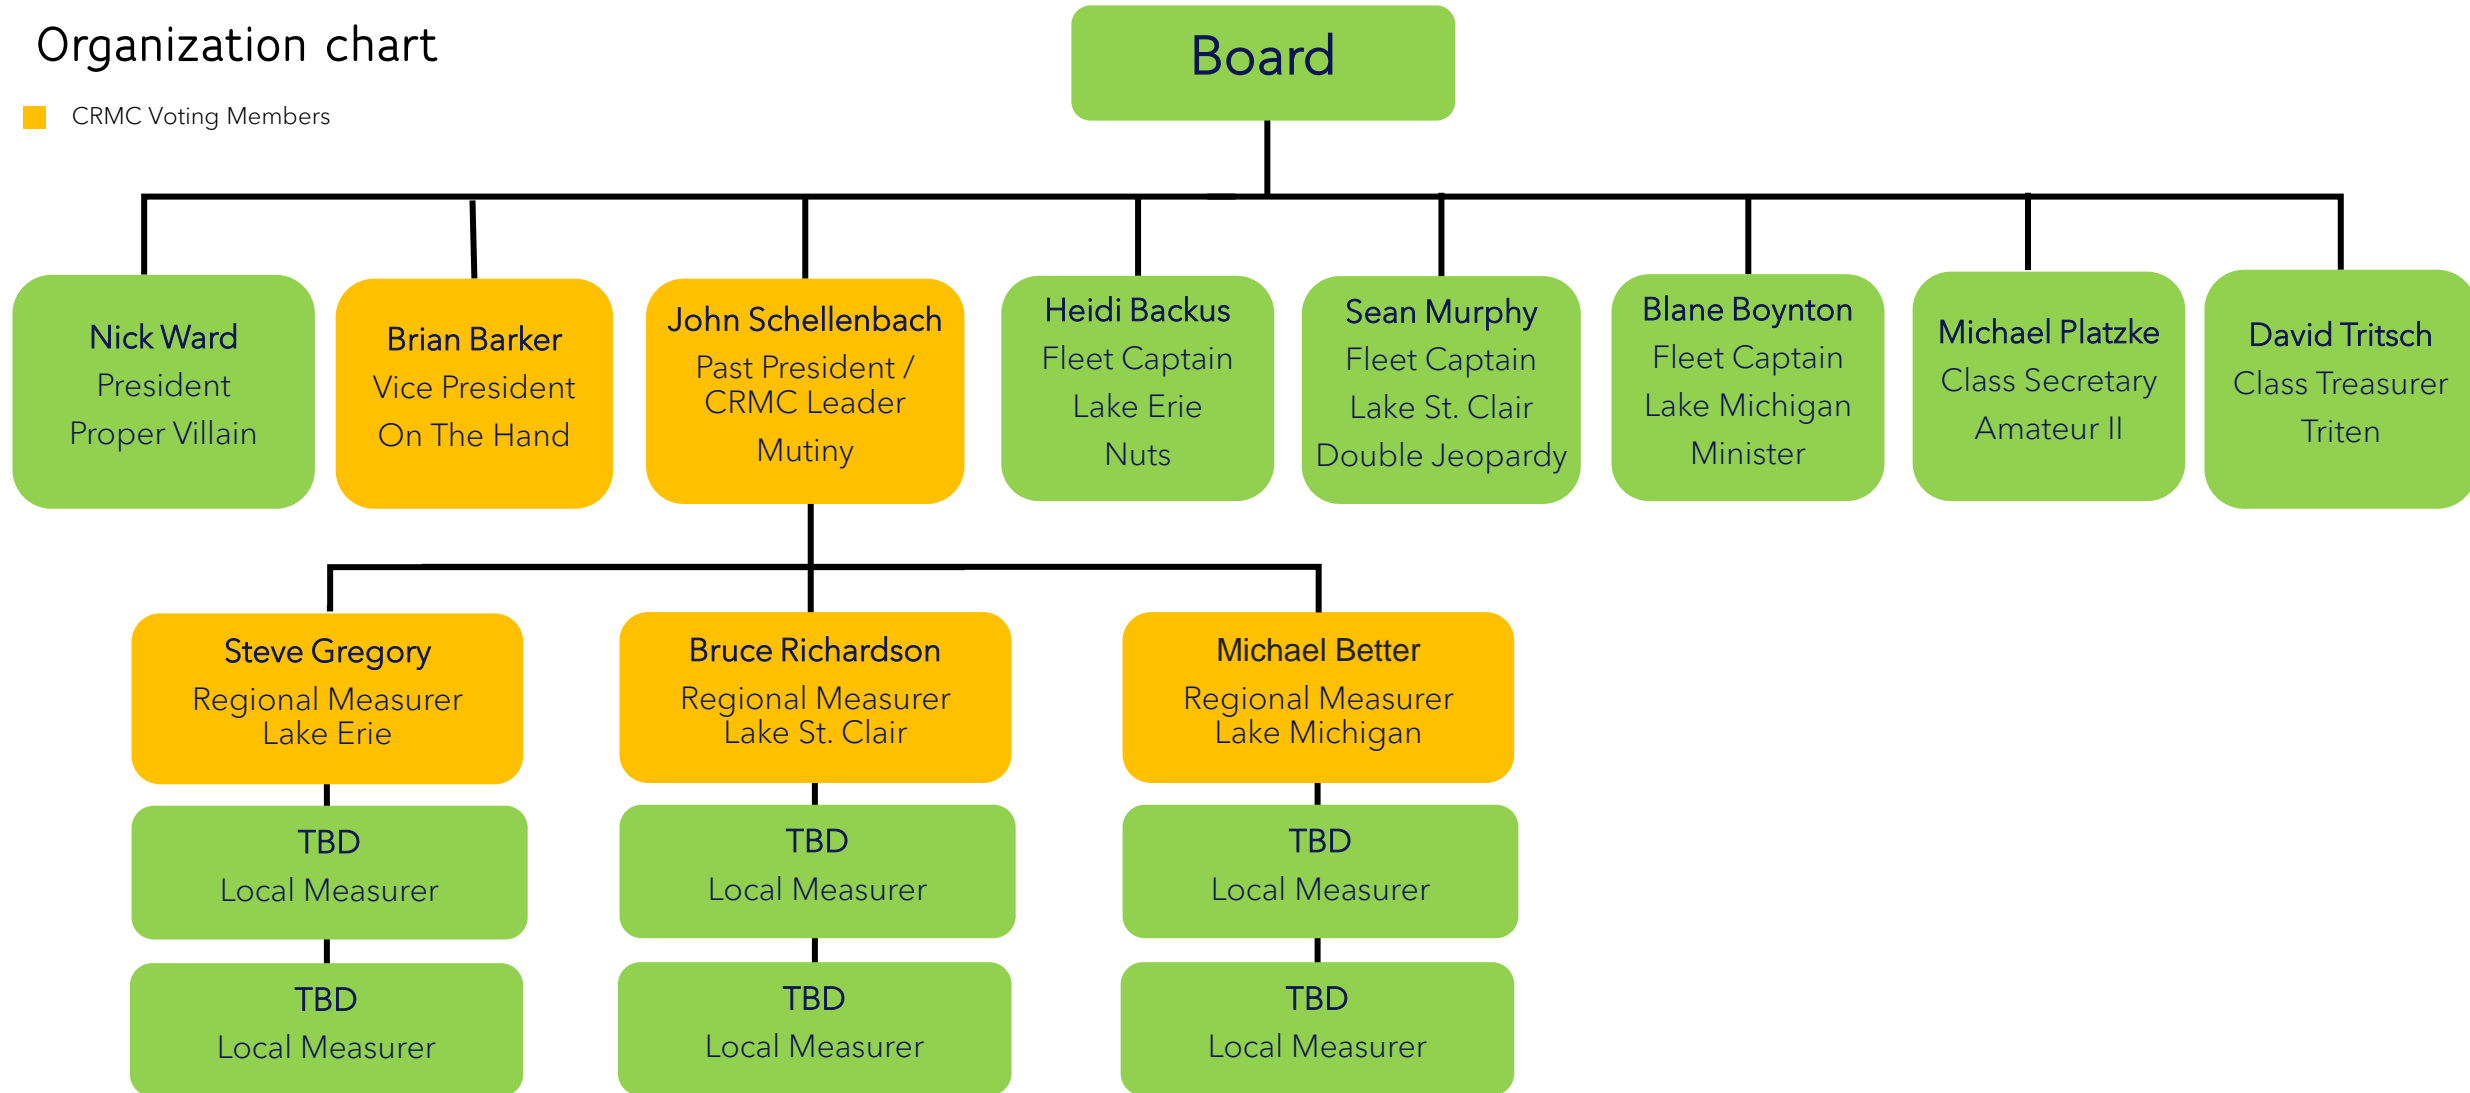 Organization chart
CRMC Voting Members
Board
Nick Ward
President
Proper Villain
Brian Barker
Vice President
On The Hand
John Schellenbach
Past President /
CRMC Leader
Mutiny
Heidi Backus
Fleet Captain
Lake Erie
Nuts
Sean Murphy
Fleet Captain
Lake St. Clair
Double Jeopardy
Blane Boynton
Fleet Captain
Lake Michigan
Minister
Michael Platzke
Class Secretary
Amateur II
David Tritsch
Class Treasurer
Triten
Steve Gregory
Regional Measurer
Lake Erie
Bruce Richardson
Regional Measurer
Lake St. Clair
Michael Better
Regional Measurer
Lake Michigan
TBD
Local Measurer
TBD
Local Measurer
TBD
Local Measurer
TBD
Local Measurer
TBD
Local Measurer
TBD
Local Measurer